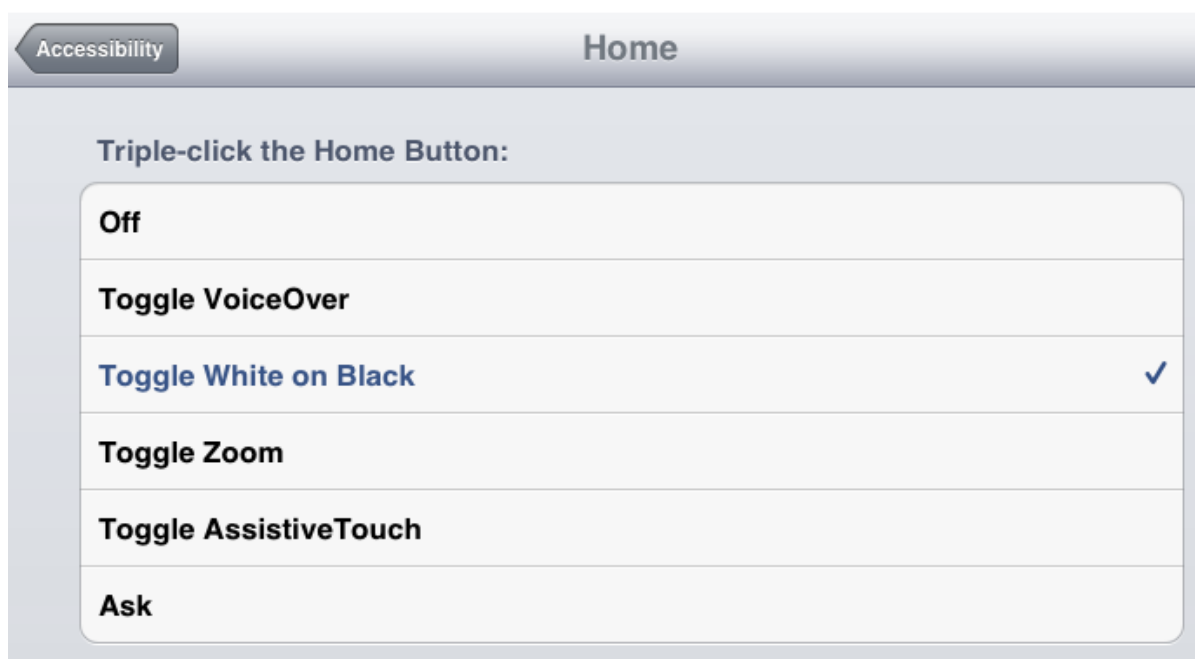 Accessibility
Home
Triple-click the Home Button:
Off
Toggle VoiceOver
Toggle White on Black
Toggle Zoom
Toggle AssistiveTouch
Ask